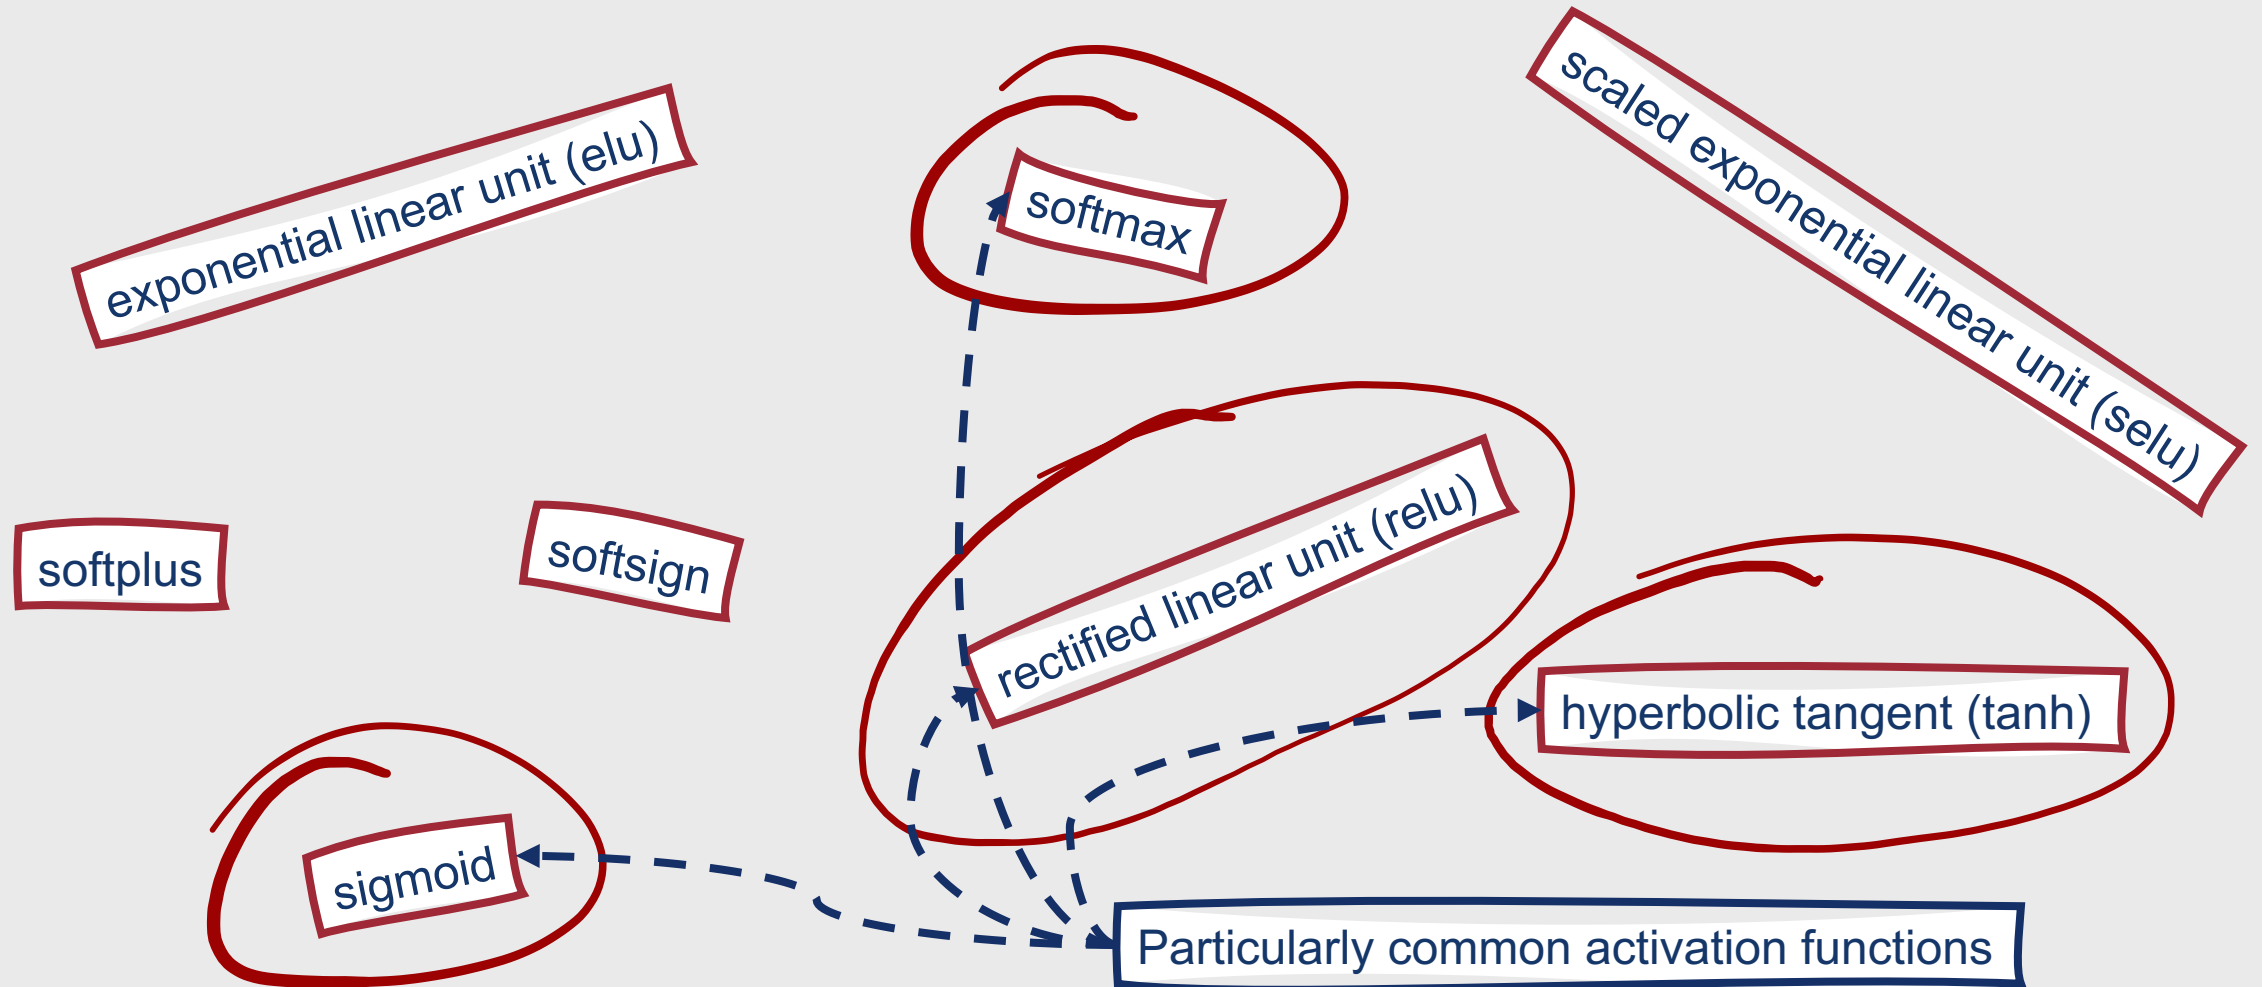 exponential linear unit (elu)
softmax
scaled exponential linear unit (selu)
softplus
softsign
rectified linear unit (relu)
hyperbolic tangent (tanh)
sigmoid
Particularly common activation functions